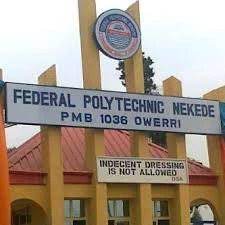 FEDERAL POLYTECHNIC NEKEDE
PMB 1036 OWERRI
INDECENT DRESSING
IS NOT ALLOWED